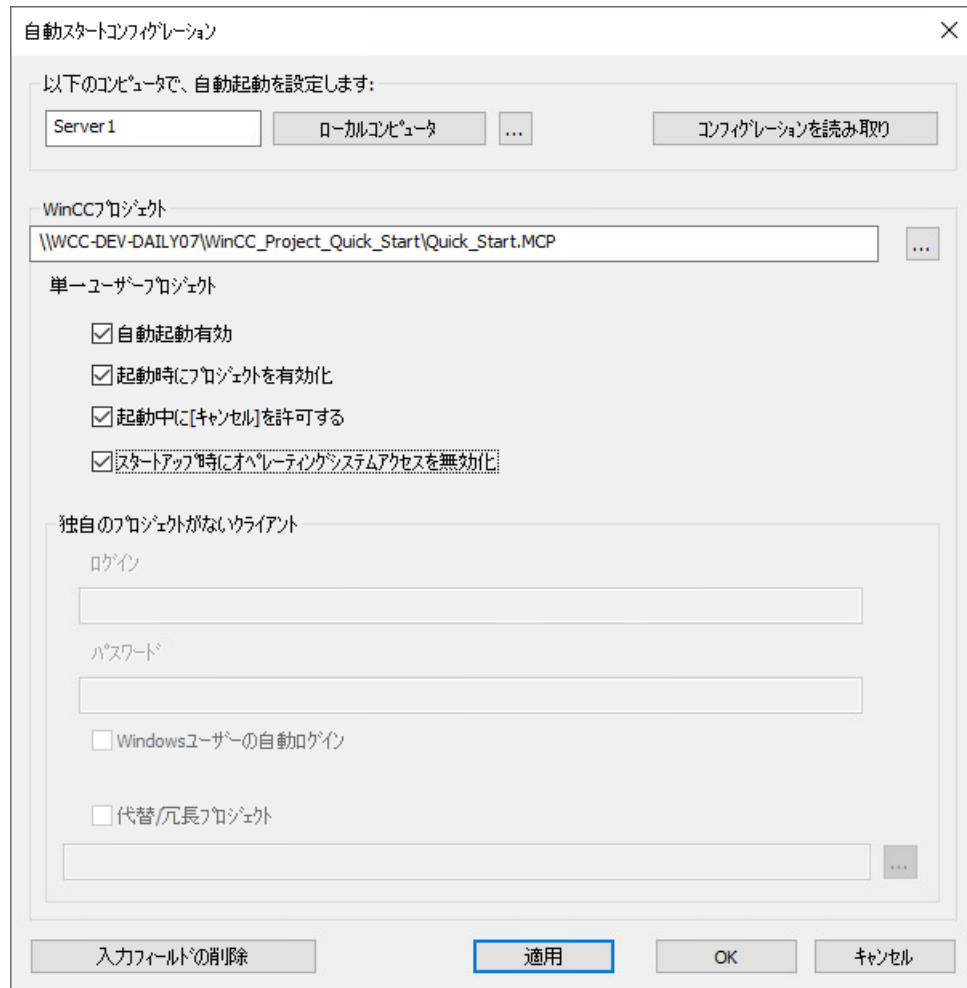 自動スタートコンフィグレーション
以下のコンピュータで、自動起動を設定します:
Server1 ローカルコンピュータ ... コンフィグレーションを読み取り
WinCCプロジェクト
\\WCC-DEV-DAILY07\WinCC_Project_Quick_Start\Quick_Start.MCP ...
単一ユーザープロジェクト
自動起動有効
起動時にプロジェクトを有効化
起動中に[キャンセル]を許可する
スタートアップ時にオペレーティングシステムアクセスを無効化
独自のプロジェクトがないクライアント
ログイン
パスワード
Windowsユーザーの自動ログイン
代替/冗長プロジェクト
...
入力フィールドの削除 適用 OK キャンセル